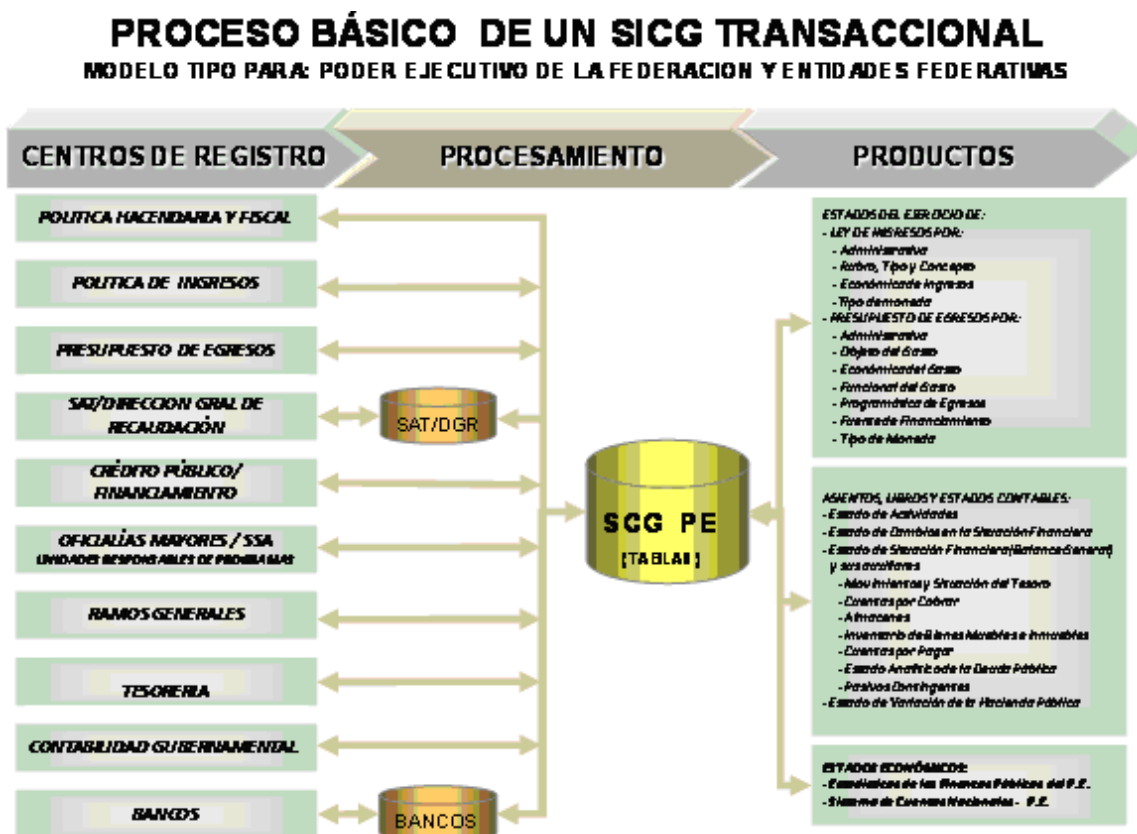 PROCESO BÁSICO DE UN SICG TRANSACCIONAL
MODELO TIPO PARA: PODER EJECUTIVO DE LA FEDERACION Y ENTIDADES FEDERATIVAS
CENTROS DE REGISTRO
PROCESAMIENTO
PRODUCTOS
POLITICA HACENDARIA Y FISCAL
POLITICA DE INGRESOS
PRESUPUESTO DE EGRESOS
SAT/DIRECCION GRAL DE
RECAUDACIÓN
CRÉDITO PÚBLICO/
FINANCIAMIENTO
OFICIALÍAS MAYORES / SSA
UNIDADES RESPONSABLES DE PROGRAMAS
RAMOS GENERALES
TESORERIA
CONTABILIDAD GUBERNAMENTAL
BANCOS
SAT/DGR
BANCOS
SCG PE
(TABLAS)
ESTADOS DEL EJERCICIO DE:
- LEY DE INGRESOS POR:
- Administrativa
- Rubro, Tipo y Concepto
- Económica de Ingresos
- Tipo de moneda
- PRESUPUESTO DE EGRESOS POR:
- Administrativa
- Objeto del Gasto
- Económica del Gasto
- Funcional del Gasto
- Programática de Egresos
- Fuente de Financiamiento
- Tipo de Moneda
ASIENTOS, LIBROS Y ESTADOS CONTABLES:
- Estado de Actividades
- Estado de Cambios en la Situación Financiera
- Estado de Situación Financiera (Balance General)
y sus auxiliares
- Movimientos y Situación del Tesoro
- Cuentas por Cobrar
- Almacenes
- Inventario de Bienes Muebles e Inmuebles
- Cuentas por Pagar
- Estado Analítico de la Deuda Pública
- Pasivos Contingentes
- Estado de Variación de la Hacienda Pública
ESTADOS ECONÓMICOS:
- Estadísticas de las Finanzas Públicas del P.E.
- Sistema de Cuentas Nacionales - P.E.